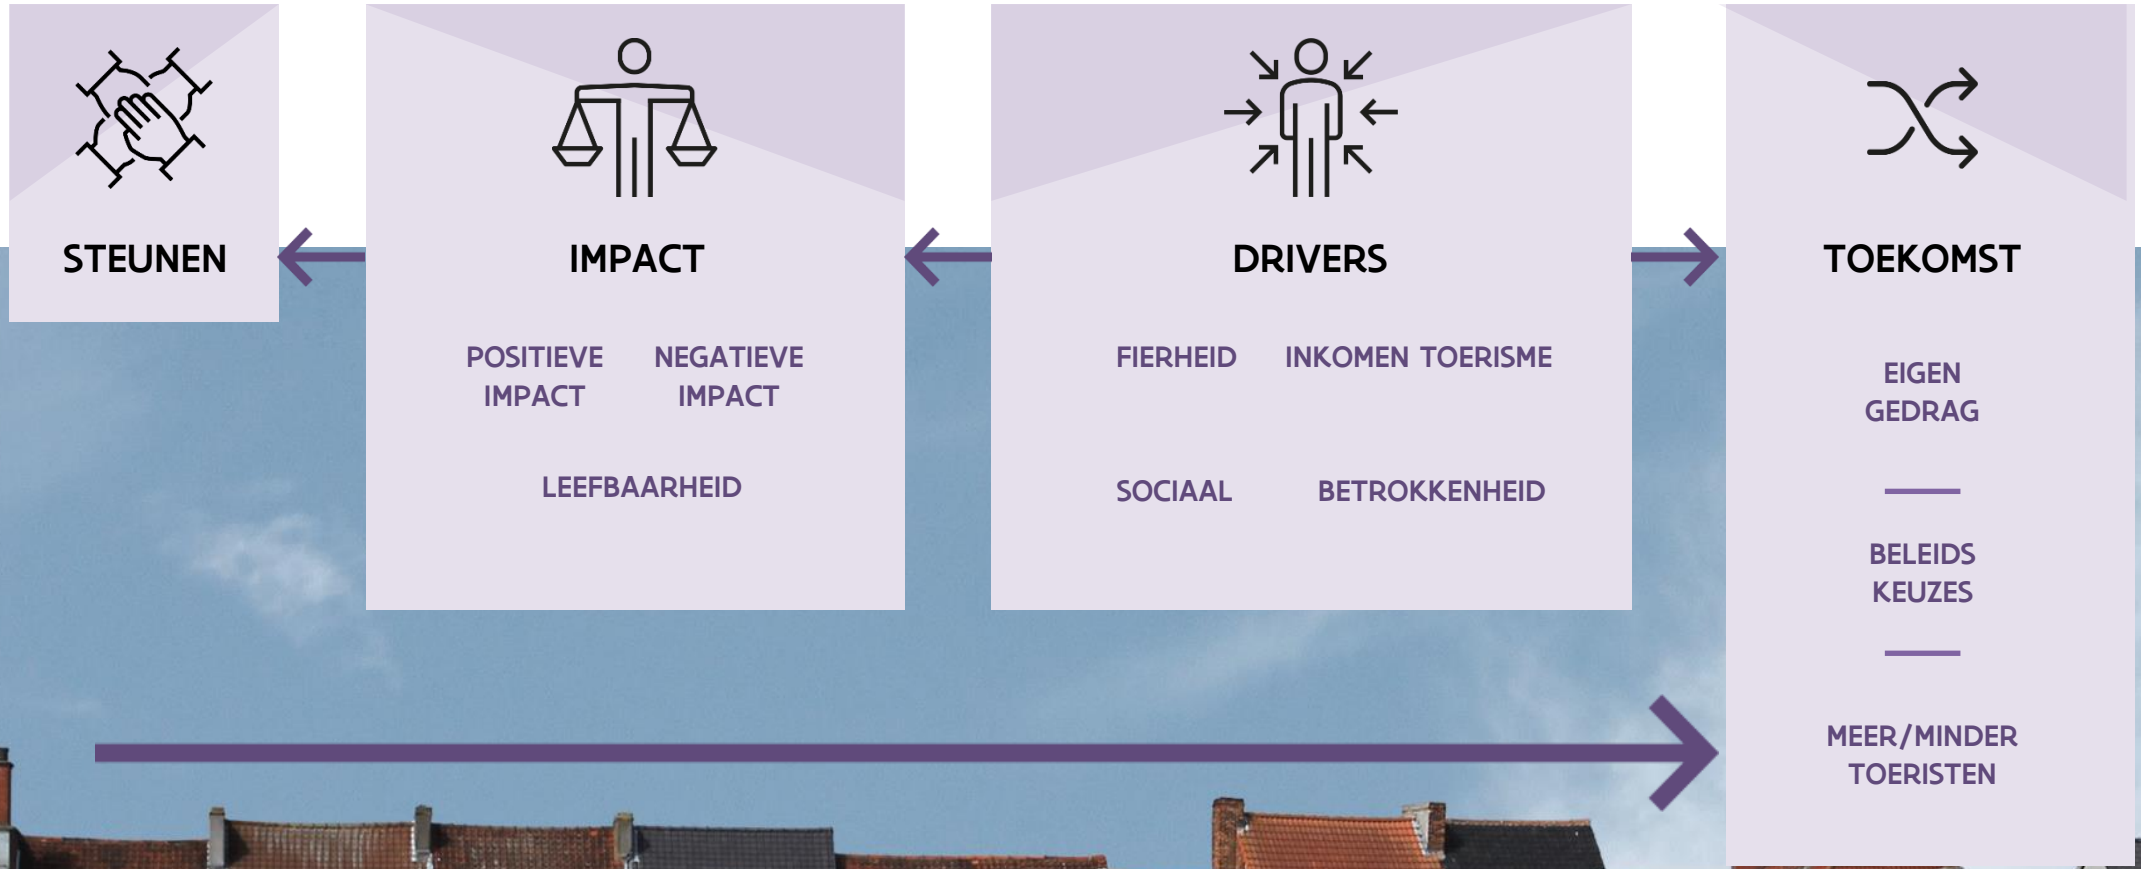 STEUNEN
IMPACT
POSITIEVE
IMPACT
NEGATIEVE
IMPACT
LEEFBAARHEID
DRIVERS
FIERHEID
INKOMEN TOERISME
SOCIAAL
BETROKKENHEID
TOEKOMST
EIGEN
GEDRAG
BELEIDS
KEUZES
MEER/MINDER
TOERISTEN